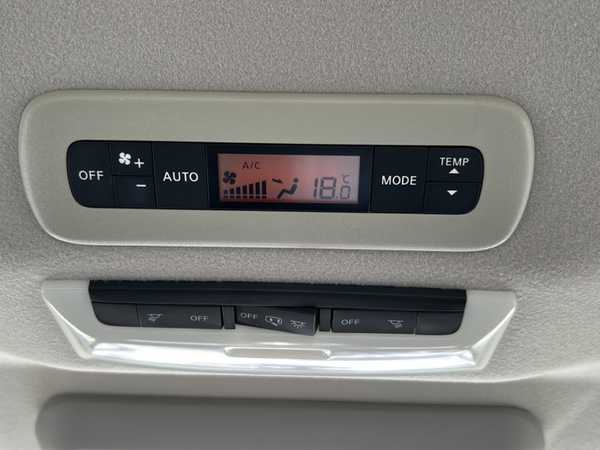 OFF + - AUTO A/C 18.0 °C MODE TEMP
OFF OFF OFF